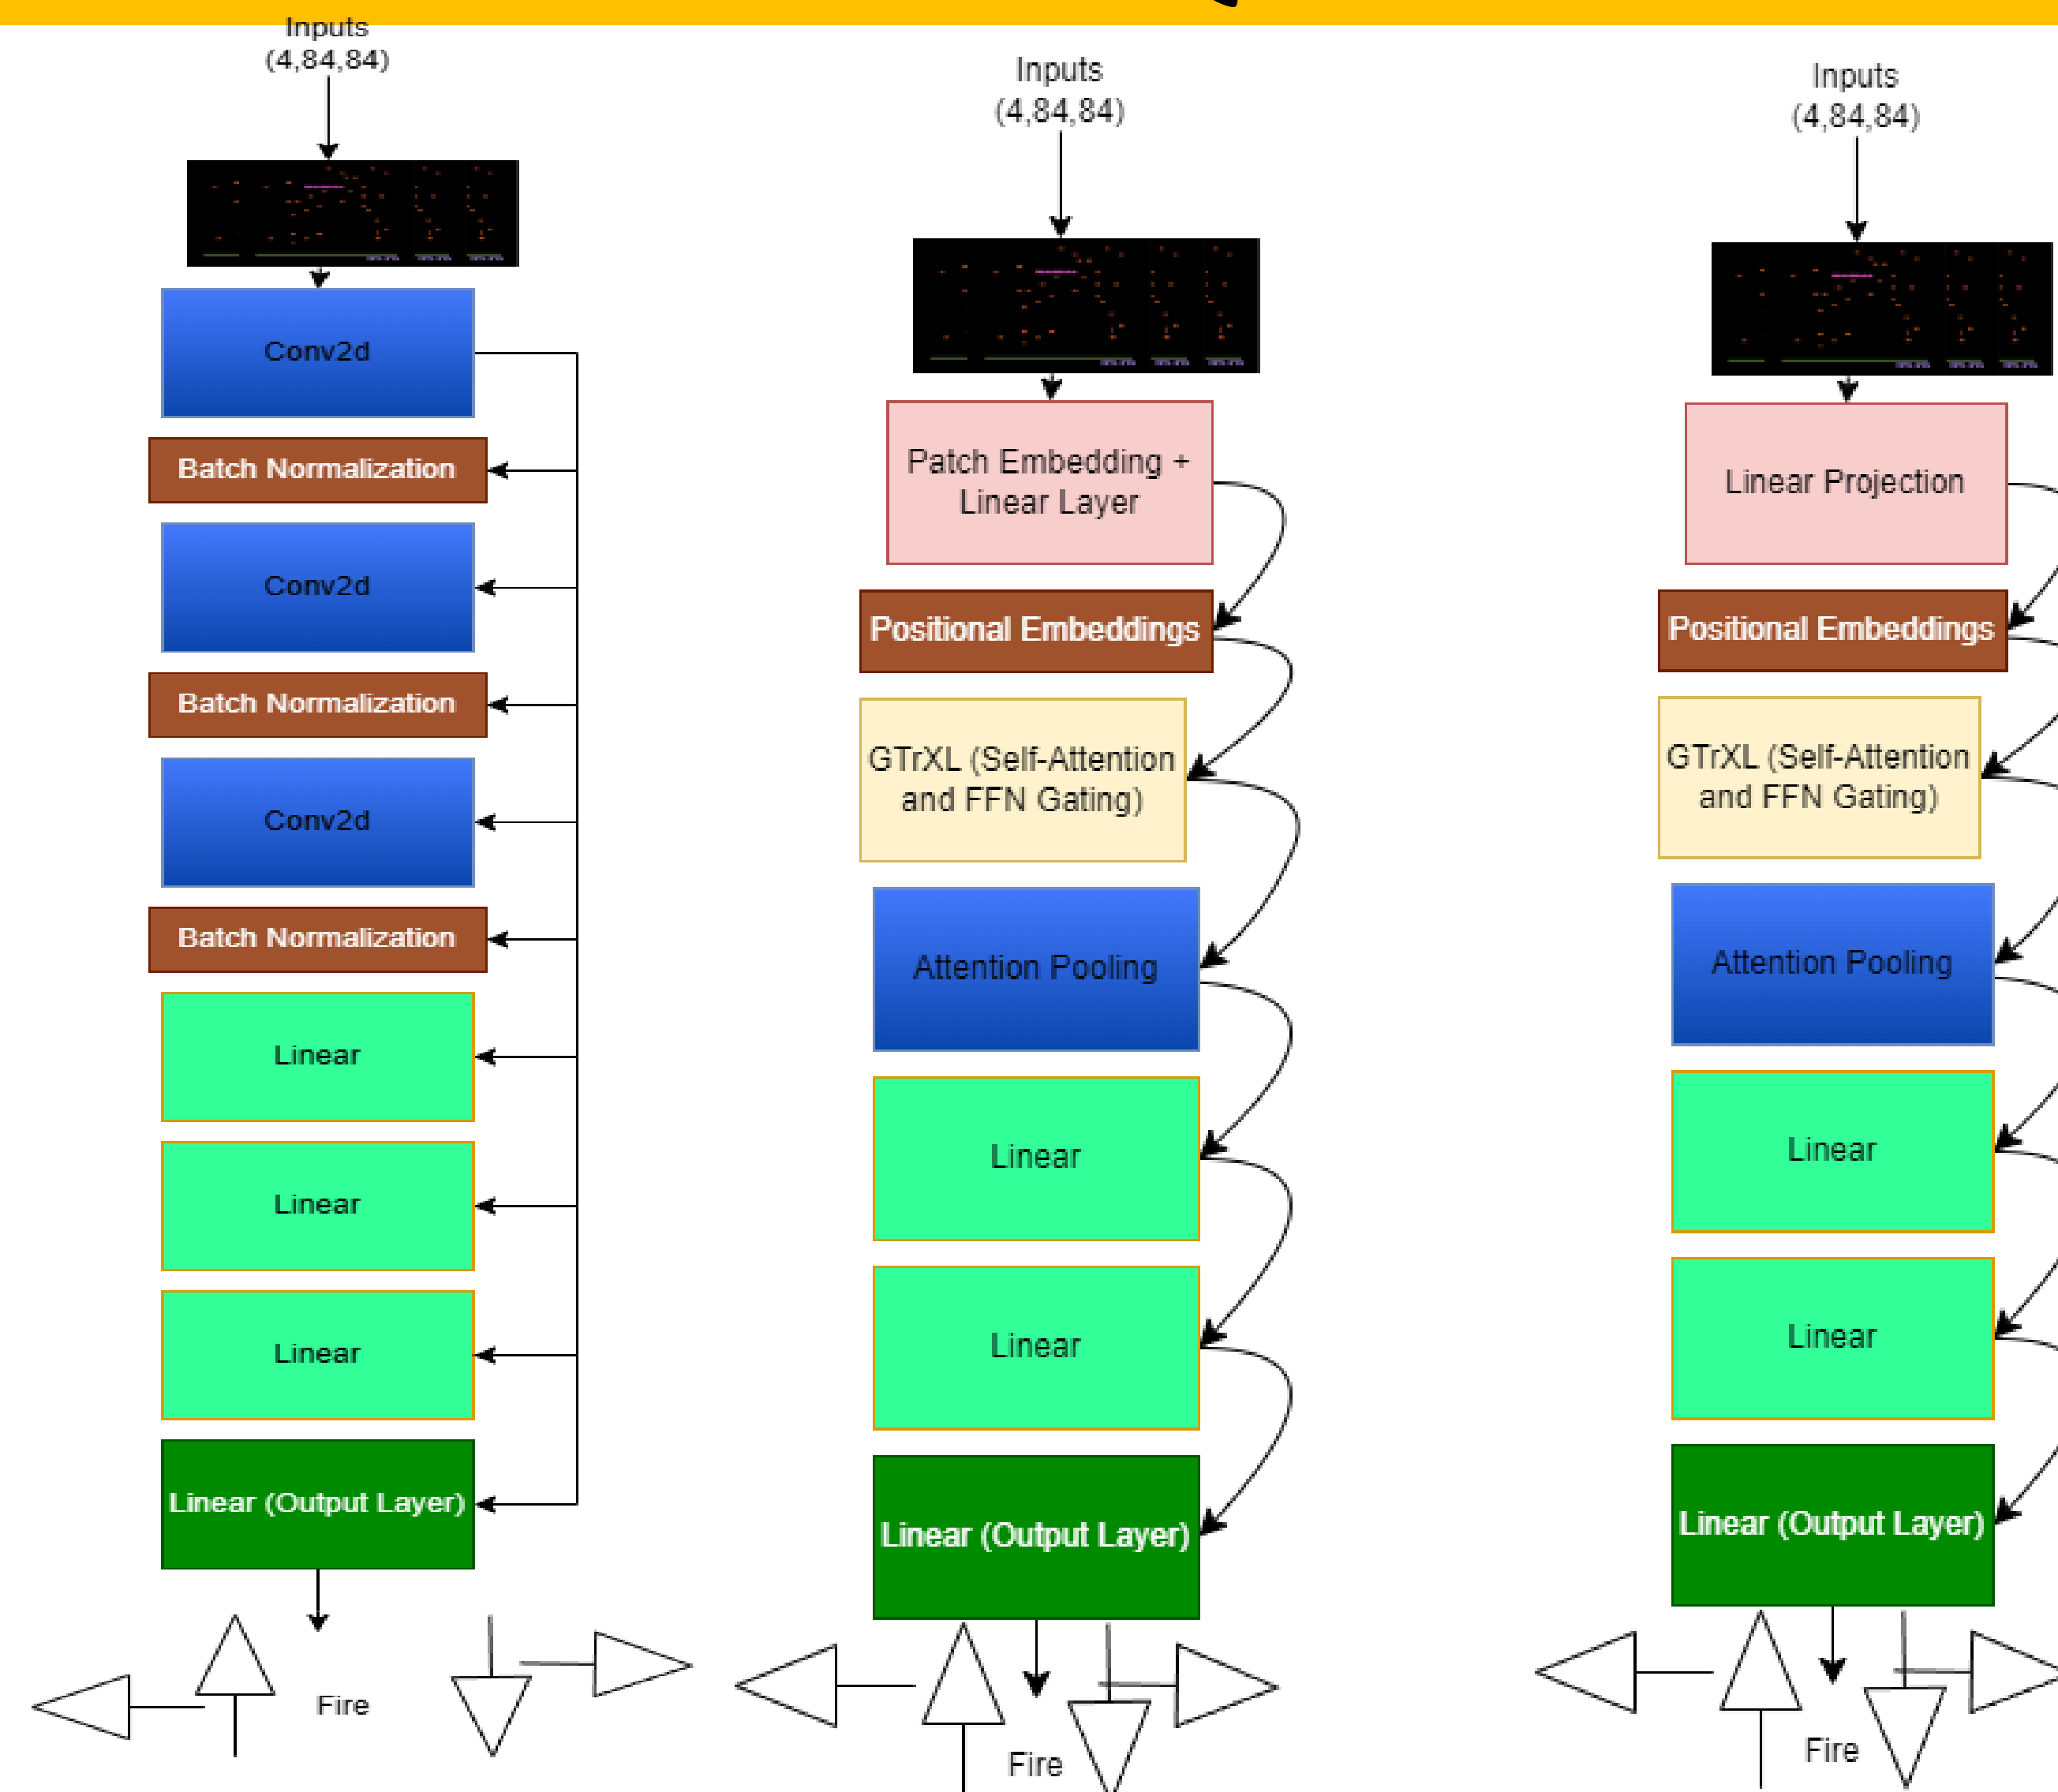 Inputs
(4,84,84)
Conv2d
Batch Normalization
Conv2d
Batch Normalization
Conv2d
Batch Normalization
Linear
Linear
Linear
Linear (Output Layer)
Fire
Inputs
(4,84,84)
Patch Embedding +
Linear Layer
Positional Embeddings
GTrXL (Self-Attention
and FFN Gating)
Attention Pooling
Linear
Linear
Linear (Output Layer)
Fire
Inputs
(4,84,84)
Linear Projection
Positional Embeddings
GTrXL (Self-Attention
and FFN Gating)
Attention Pooling
Linear
Linear
Linear (Output Layer)
Fire